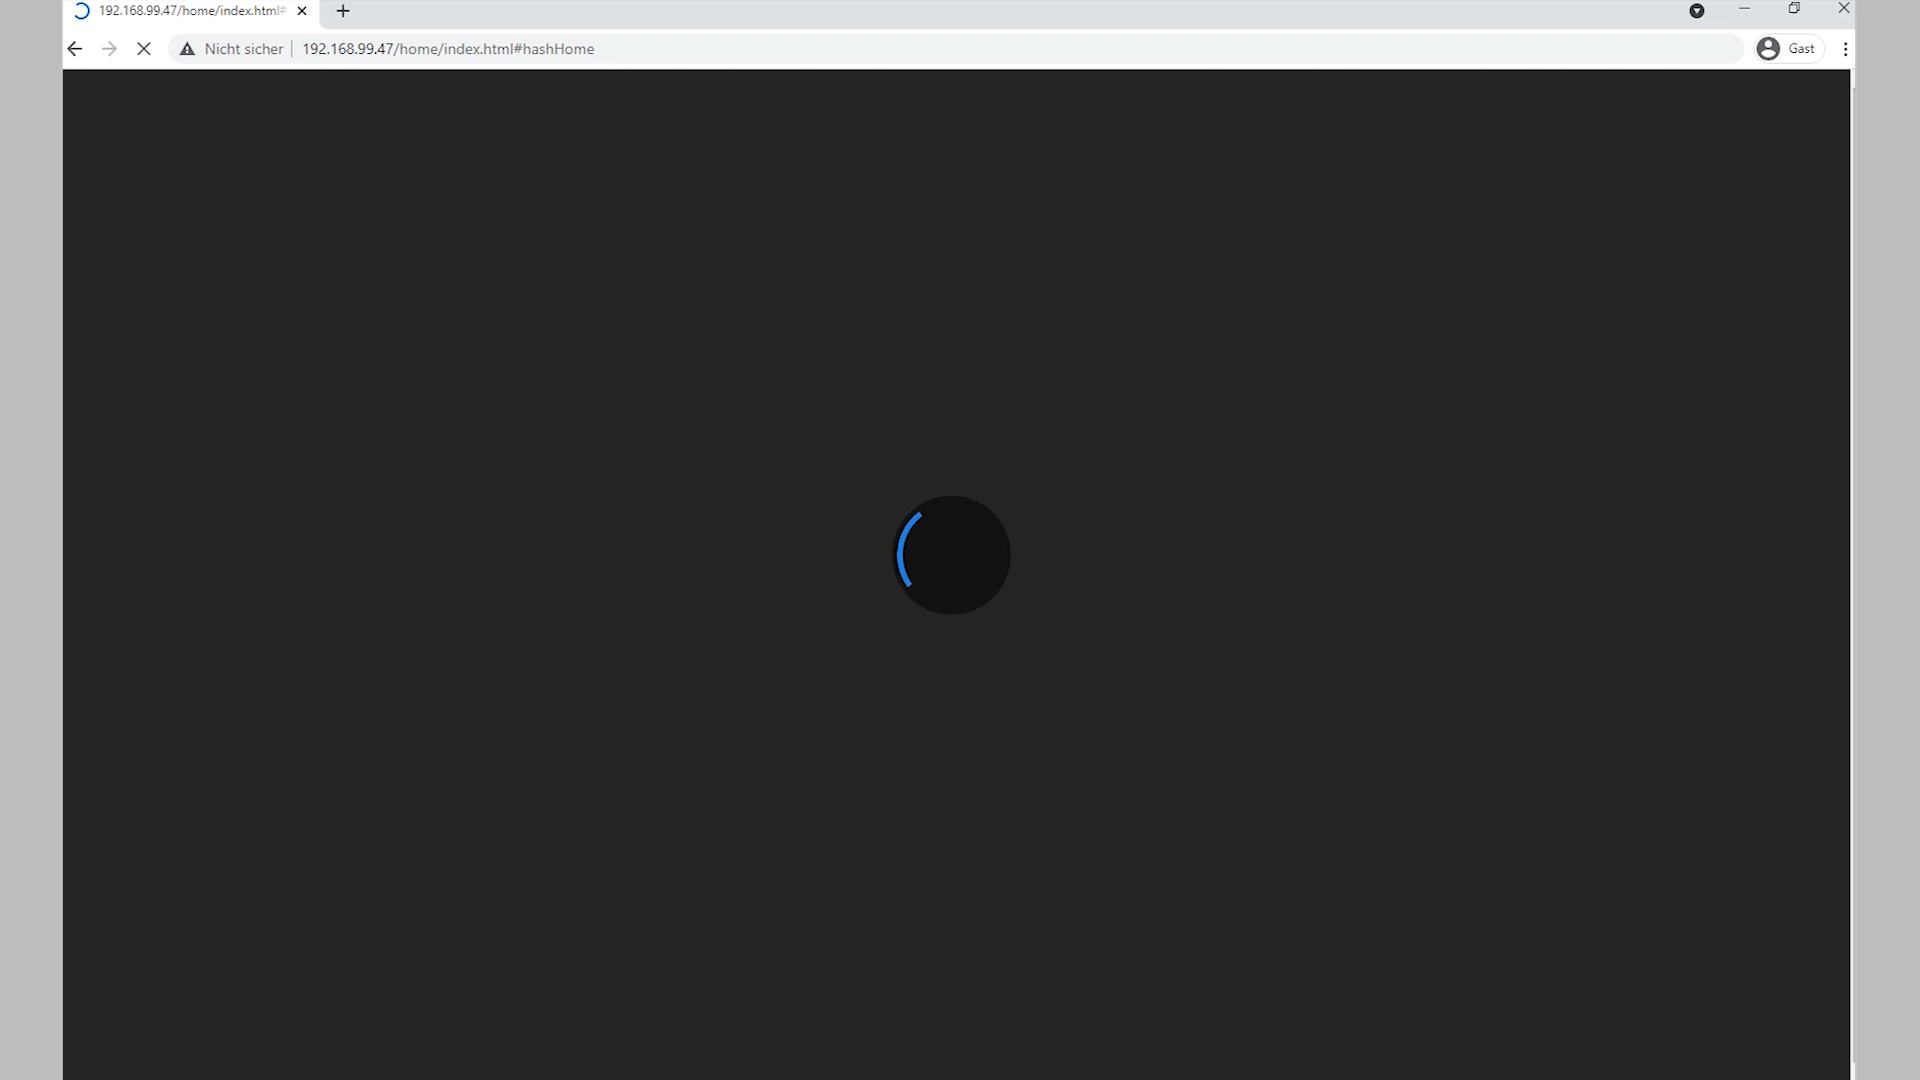 192.168.99.47/home/index.html
Nicht sicher
192.168.99.47/home/index.html#hashHome
Gast